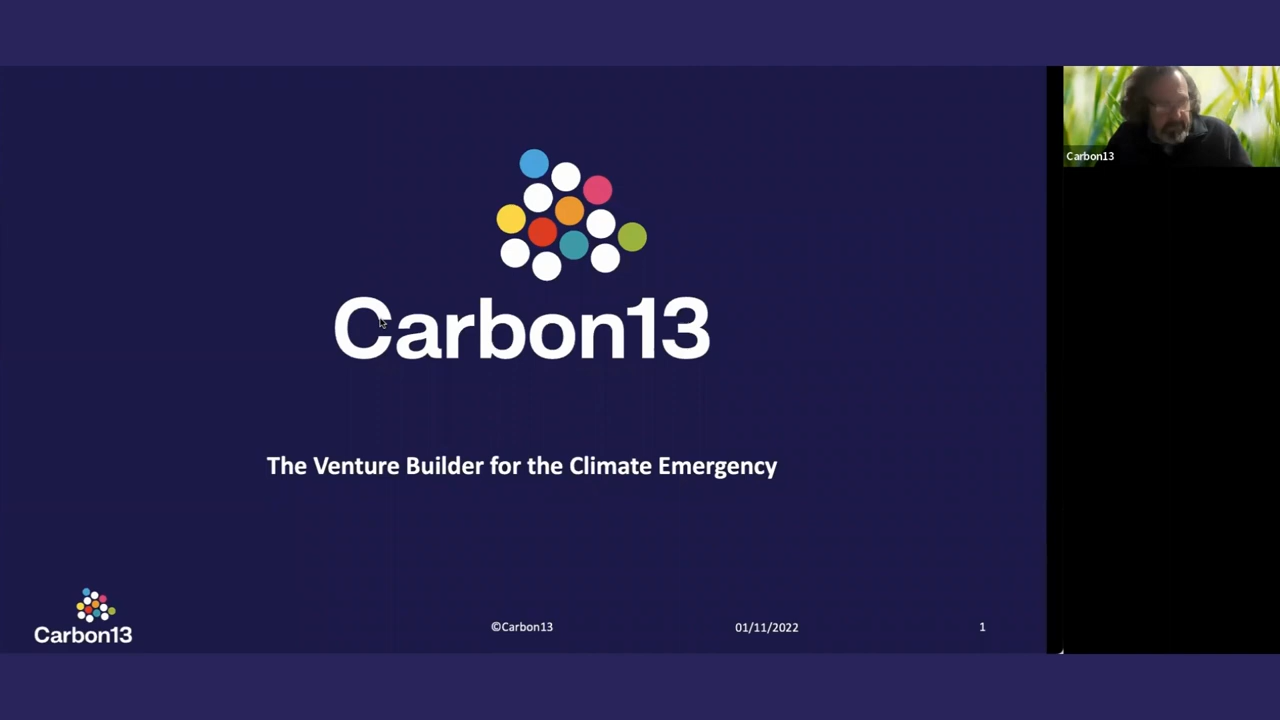 Carbon13
Carbon13
The Venture Builder for the Climate Emergency
Carbon13
©Carbon13
01/11/2022
1